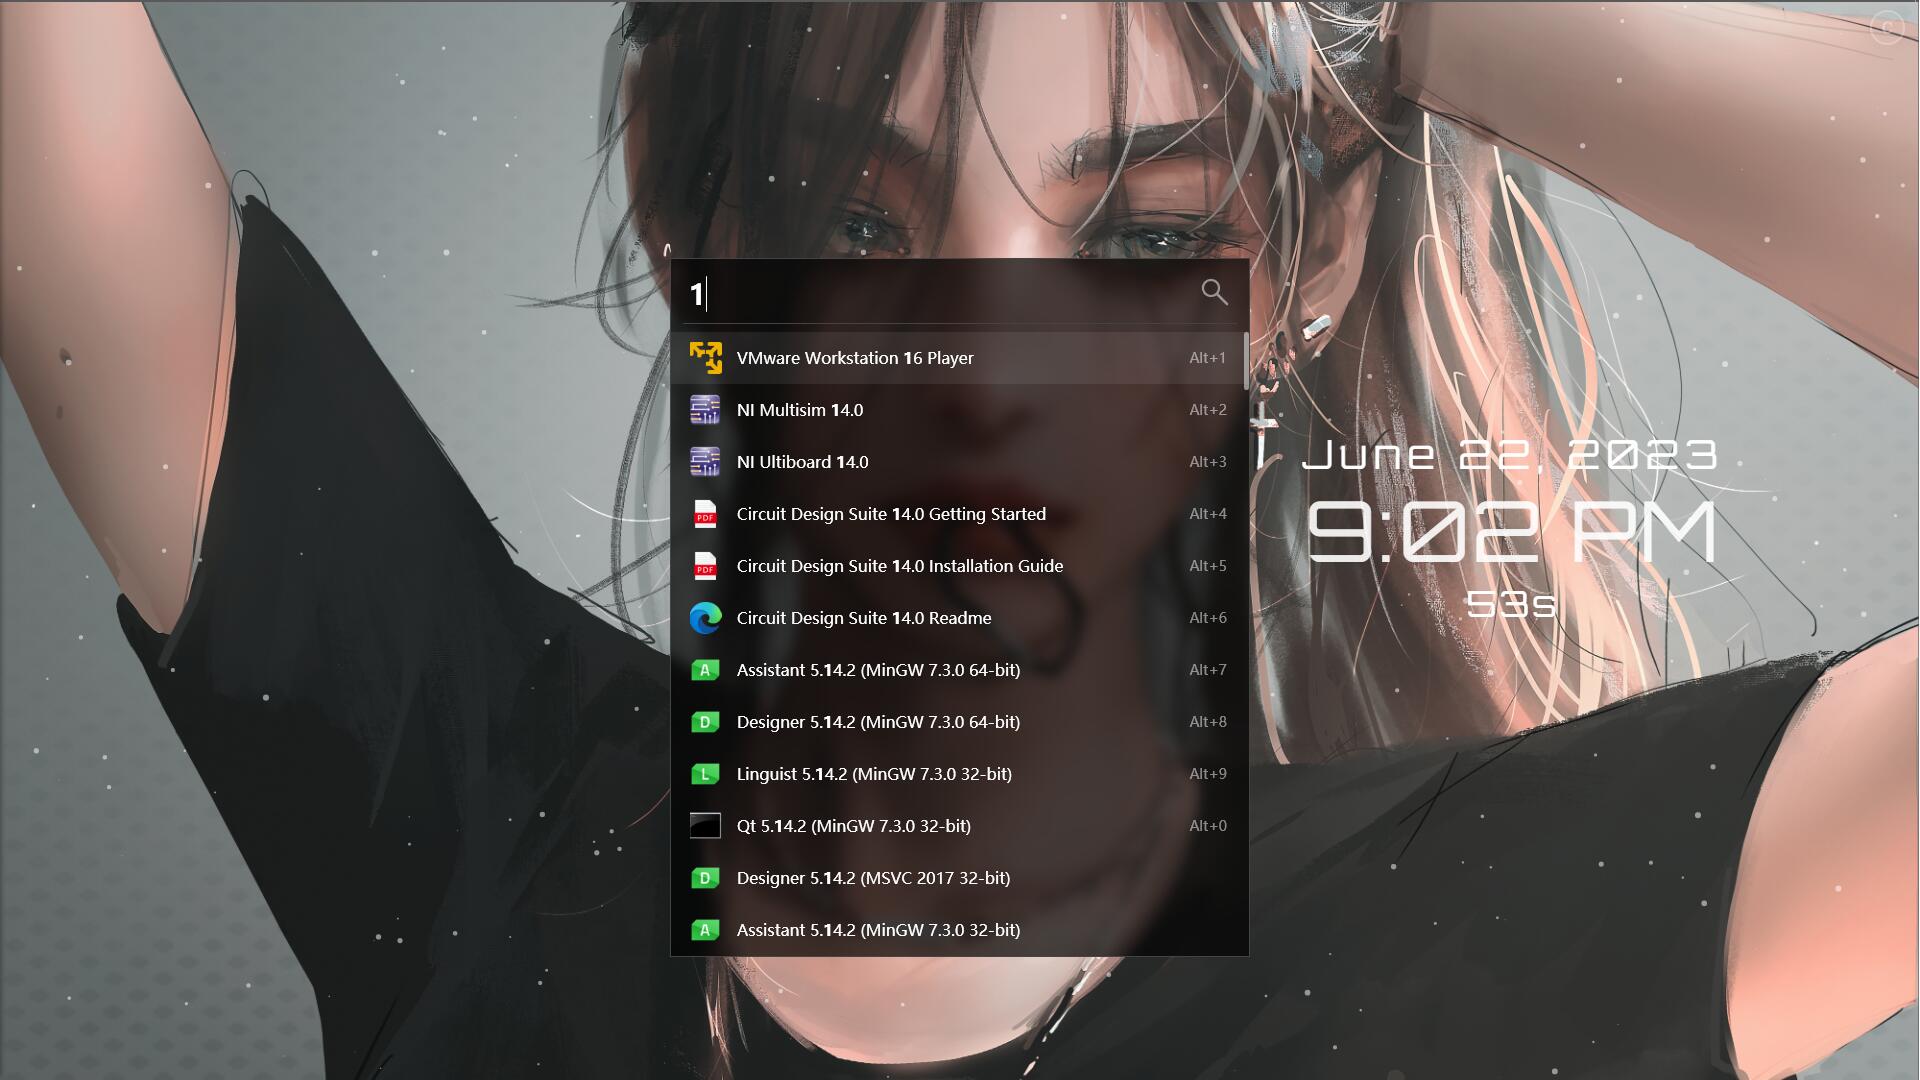 1
VMware Workstation 16 Player Alt+1
NI Multisim 14.0 Alt+2
NI Ultiboard 14.0 Alt+3
PDF Circuit Design Suite 14.0 Getting Started Alt+4
PDF Circuit Design Suite 14.0 Installation Guide Alt+5
Circuit Design Suite 14.0 Readme Alt+6
A Assistant 5.14.2 (MinGW 7.3.0 64-bit) Alt+7
D Designer 5.14.2 (MinGW 7.3.0 64-bit) Alt+8
L Linguist 5.14.2 (MinGW 7.3.0 32-bit) Alt+9
Qt 5.14.2 (MinGW 7.3.0 32-bit) Alt+0
D Designer 5.14.2 (MSVC 2017 32-bit)
A Assistant 5.14.2 (MinGW 7.3.0 32-bit)
June 22, 2023
9:02 PM
53s
C